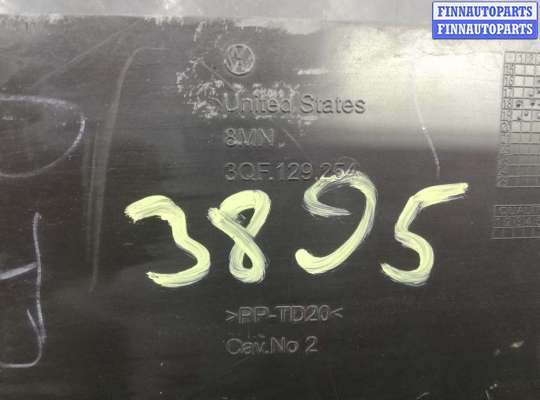 FINNAUTOPARTS
FINNAUTOPARTS
United States
8MN
3QF.129.254
3895
>PP-TD20<
Cav.No 2